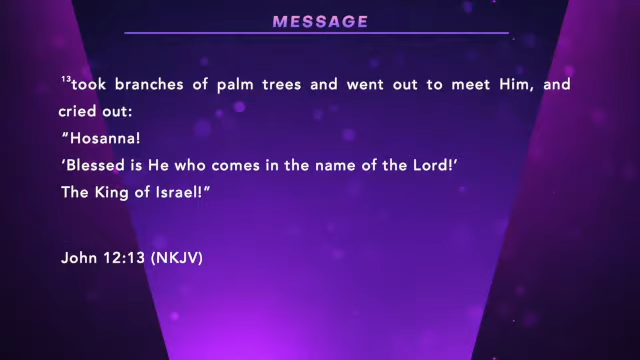 MESSAGE
¹³took branches of palm trees and went out to meet Him, and
cried out:
“Hosanna!
‘Blessed is He who comes in the name of the Lord!’
The King of Israel!”
John 12:13 (NKJV)